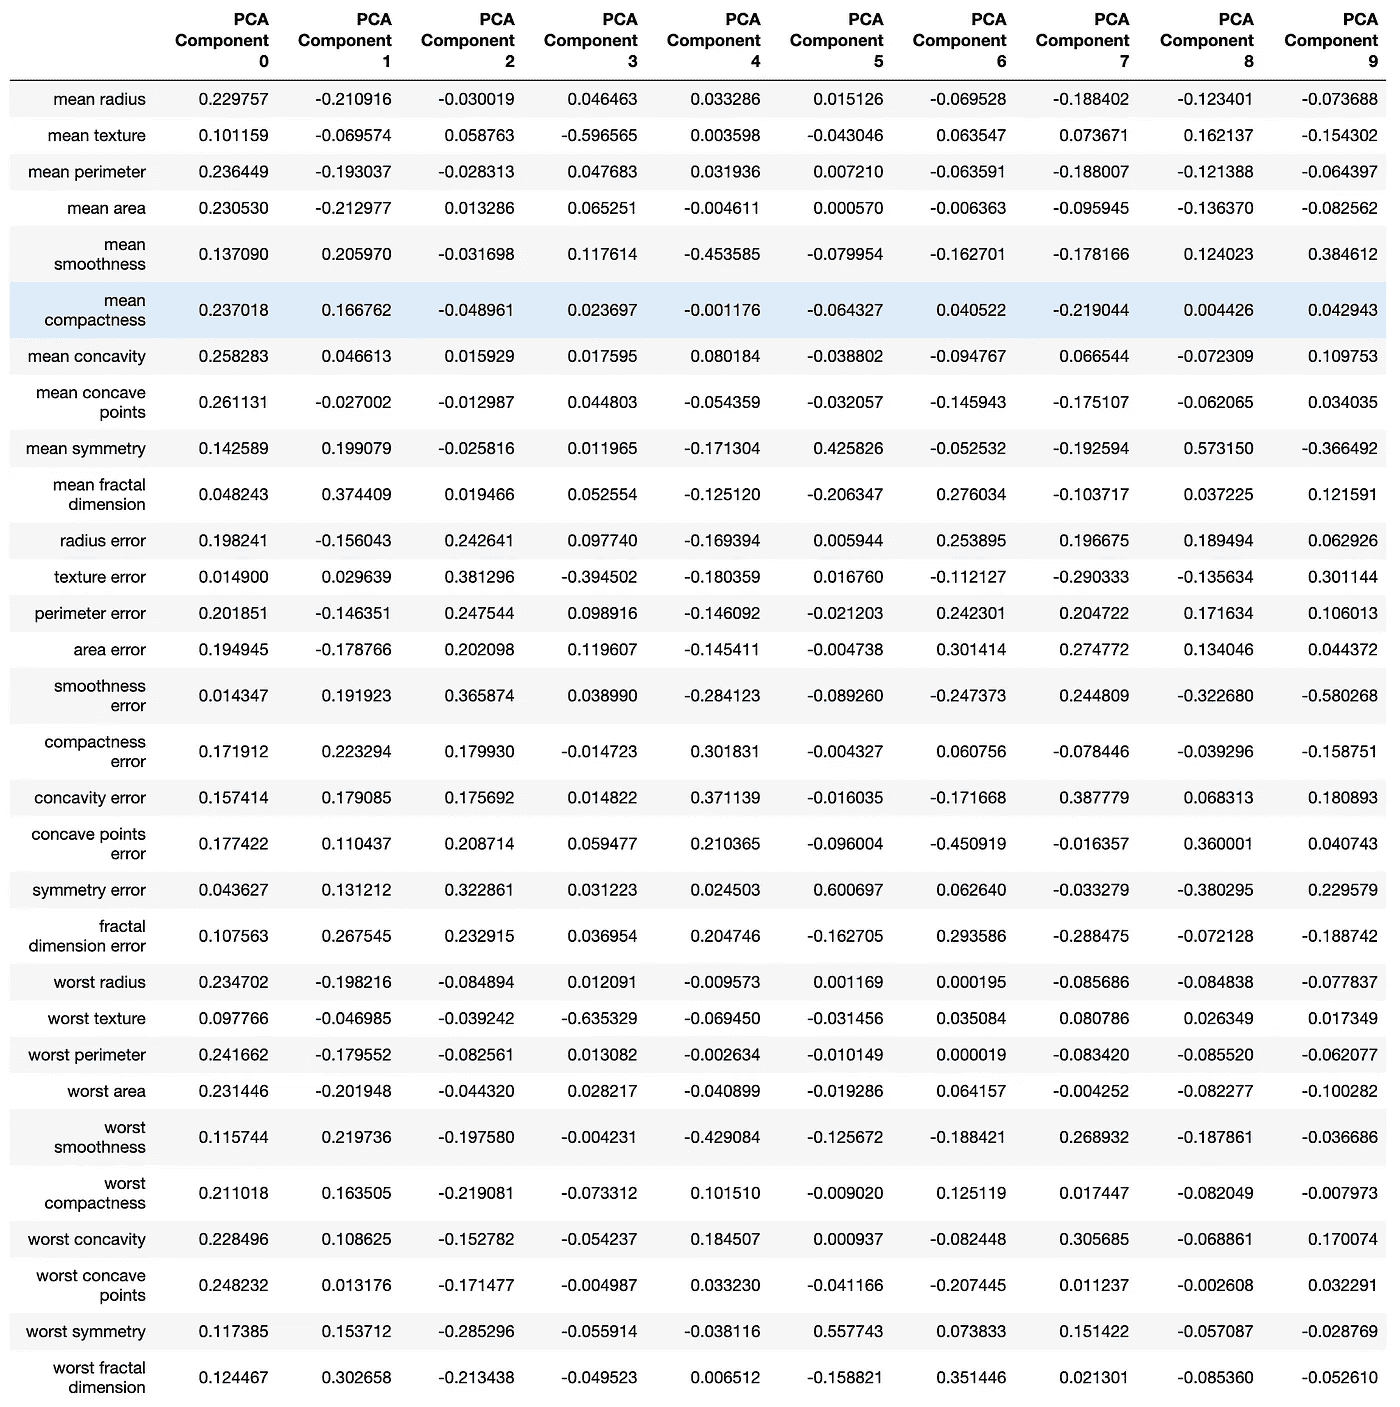 PCA PCA PCA PCA PCA PCA PCA PCA PCA PCA
Component Component Component Component Component Component Component Component Component Component
0 1 2 3 4 5 6 7 8 9
mean radius 0.229757 -0.210916 -0.030019 0.046463 0.033286 0.015126 -0.069528 -0.188402 -0.123401 -0.073688
mean texture 0.101159 -0.069574 0.058763 -0.596565 0.003598 -0.043046 0.063547 0.073671 0.162137 -0.154302
mean perimeter 0.236449 -0.193037 -0.028313 0.047683 0.031936 0.007210 -0.063591 -0.188007 -0.121388 -0.064397
mean area 0.230530 -0.212977 0.013286 0.065251 -0.004611 0.000570 -0.006363 -0.095945 -0.136370 -0.082562
mean
smoothness 0.137090 0.205970 -0.031698 0.117614 -0.453585 -0.079954 -0.162701 -0.178166 0.124023 0.384612
mean
compactness 0.237018 0.166762 -0.048961 0.023697 -0.001176 -0.064327 0.040522 -0.219044 0.004426 0.042943
mean concavity 0.258283 0.046613 0.015929 0.017595 0.080184 -0.038802 -0.094767 0.066544 -0.072309 0.109753
mean concave
points 0.261131 -0.027002 -0.012987 0.044803 -0.054359 -0.032057 -0.145943 -0.175107 -0.062065 0.034035
mean symmetry 0.142589 0.199079 -0.025816 0.011965 -0.171304 0.425826 -0.052532 -0.192594 0.573150 -0.366492
mean fractal
dimension 0.048243 0.374409 0.019466 0.052554 -0.125120 -0.206347 0.276034 -0.103717 0.037225 0.121591
radius error 0.198241 -0.156043 0.242641 0.097740 -0.169394 0.005944 0.253895 0.196675 0.189494 0.062926
texture error 0.014900 0.029639 0.381296 -0.394502 -0.180359 0.016760 -0.112127 -0.290333 -0.135634 0.301144
perimeter error 0.201851 -0.146351 0.247544 0.098916 -0.146092 -0.021203 0.242301 0.204722 0.171634 0.106013
area error 0.194945 -0.178766 0.202098 0.119607 -0.145411 -0.004738 0.301414 0.274772 0.134046 0.044372
smoothness
error 0.014347 0.191923 0.365874 0.038990 -0.284123 -0.089260 -0.247373 0.244809 -0.322680 -0.580268
compactness
error 0.171912 0.223294 0.179930 -0.014723 0.301831 -0.004327 0.060756 -0.078446 -0.039296 -0.158751
concavity error 0.157414 0.179085 0.175692 0.014822 0.371139 -0.016035 -0.171668 0.387779 0.068313 0.180893
concave points
error 0.177422 0.110437 0.208714 0.059477 0.210365 -0.096004 -0.450919 -0.016357 0.360001 0.040743
symmetry error 0.043627 0.131212 0.322861 0.031223 0.024503 0.600697 0.062640 -0.033279 -0.380295 0.229579
fractal
dimension error 0.107563 0.267545 0.232915 0.036954 0.204746 -0.162705 0.293586 -0.288475 -0.072128 -0.188742
worst radius 0.234702 -0.198216 -0.084894 0.012091 -0.009573 0.001169 0.000195 -0.085686 -0.084838 -0.077837
worst texture 0.097766 -0.046985 -0.039242 -0.635329 -0.069450 -0.031456 0.035084 0.080786 0.026349 0.017349
worst perimeter 0.241662 -0.179552 -0.082561 0.013082 -0.002634 -0.010149 0.000019 -0.083420 -0.085520 -0.062077
worst area 0.231446 -0.201948 -0.044320 0.028217 -0.040899 -0.019286 0.064157 -0.004252 -0.082277 -0.100282
worst
smoothness 0.115744 0.219736 -0.197580 -0.004231 -0.429084 -0.125672 -0.188421 0.268932 -0.187861 -0.036686
worst
compactness 0.211018 0.163505 -0.219081 -0.073312 0.101510 -0.009020 0.125119 0.017447 -0.082049 -0.007973
worst concavity 0.228496 0.108625 -0.152782 -0.054237 0.184507 0.000937 -0.082448 0.305685 -0.068861 0.170074
worst concave
points 0.248232 0.013176 -0.171477 -0.004987 0.033230 -0.041166 -0.207445 0.011237 -0.002608 0.032291
worst symmetry 0.117385 0.153712 -0.285296 -0.055914 -0.038116 0.557743 0.073833 0.151422 -0.057087 -0.028769
worst fractal
dimension 0.124467 0.302658 -0.213438 -0.049523 0.006512 -0.158821 0.351446 0.021301 -0.085360 -0.052610